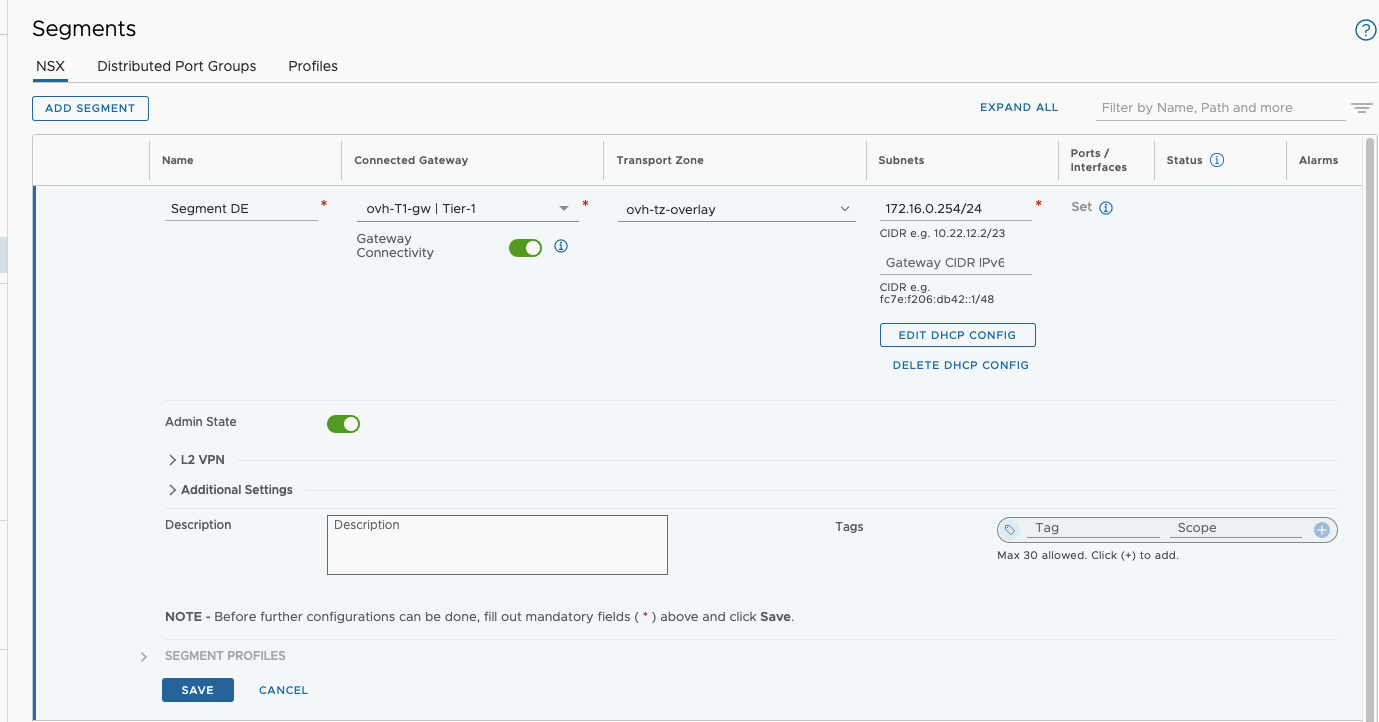 Segments
?
NSX Distributed Port Groups Profiles
ADD SEGMENT EXPAND ALL Filter by Name, Path and more
Name Connected Gateway Transport Zone Subnets Ports / Interfaces Status Alarms
Segment DE * ovh-T1-gw | Tier-1 * ovh-tz-overlay 172.16.0.254/24 * Set
CIDR e.g. 10.22.12.2/23
Gateway
Connectivity
Gateway CIDR IPv6
CIDR e.g.
fc7e:f206:db42::1/48
EDIT DHCP CONFIG
DELETE DHCP CONFIG
Admin State
L2 VPN
Additional Settings
Description Description Tags Tag Scope
Max 30 allowed. Click (+) to add.
NOTE - Before further configurations can be done, fill out mandatory fields ( * ) above and click Save.
SEGMENT PROFILES
SAVE CANCEL